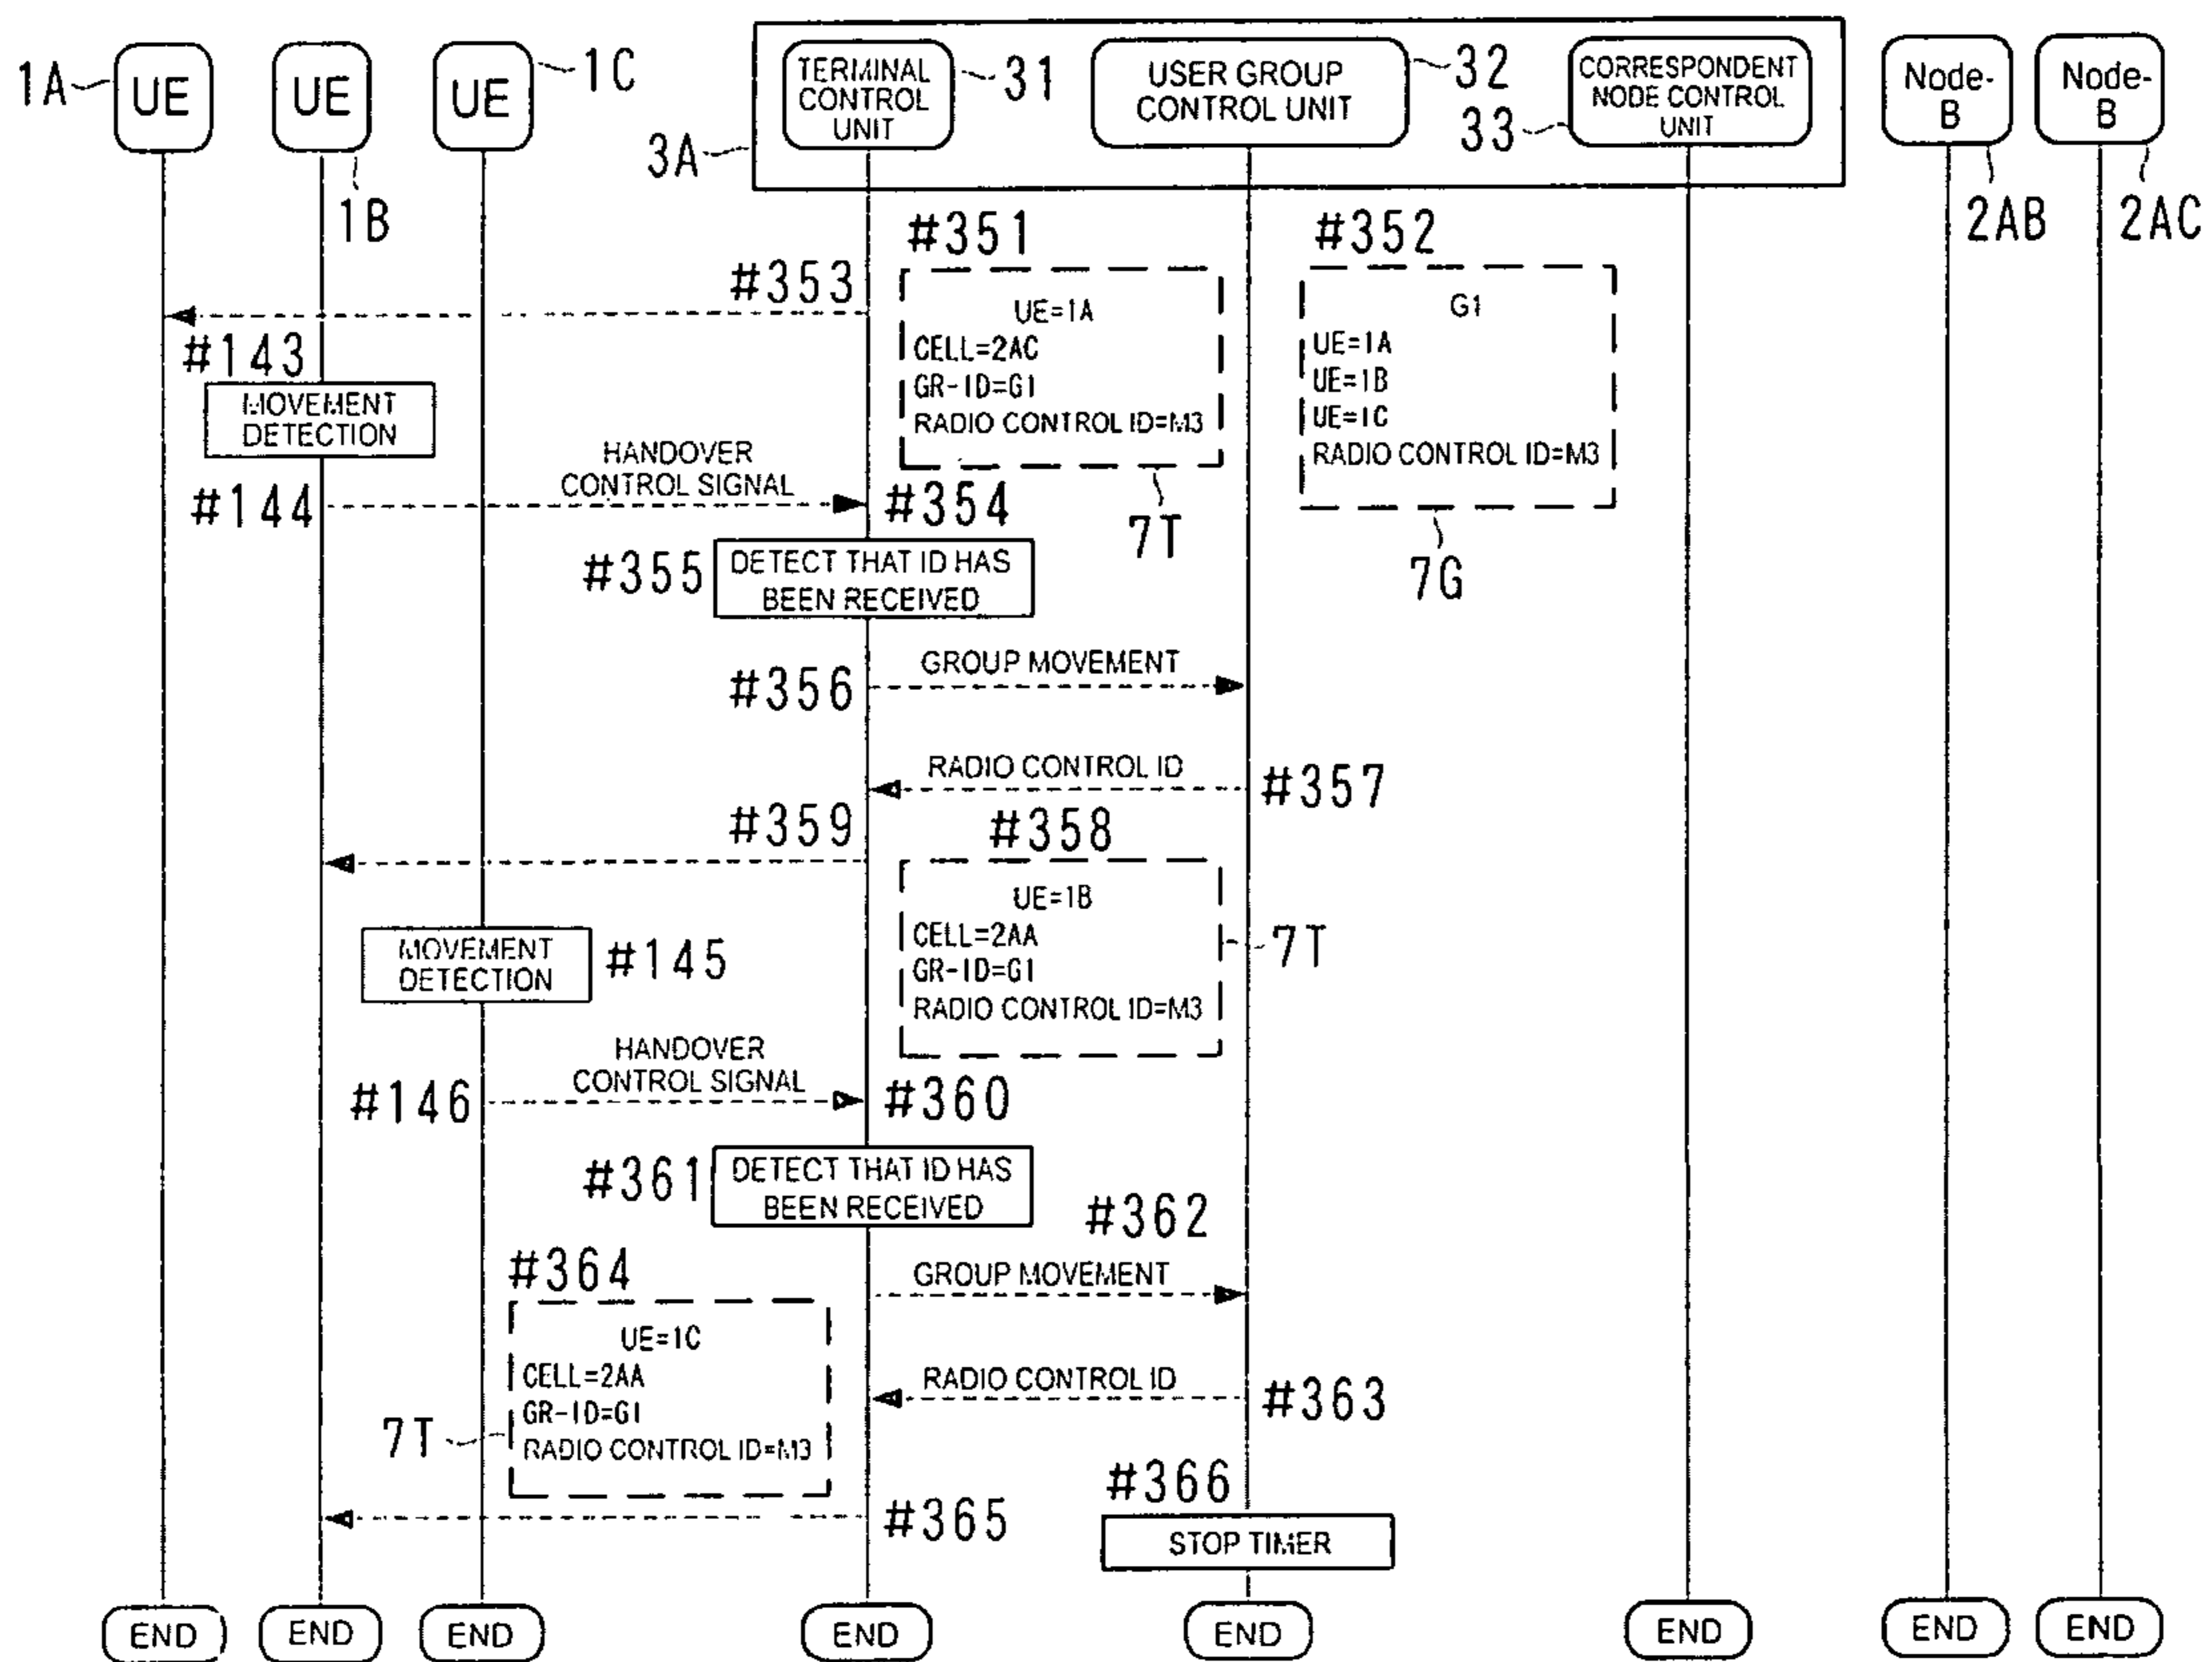 1A
UE
UE
UE
1C
1B
3A
TERMINAL
CONTROL
UNIT
31
USER GROUP
CONTROL UNIT
32
33
CORRESPONDENT
NODE CONTROL
UNIT
Node-
B
2AB
Node-
B
2AC
#351
#352
#353
UE=1A
CELL=2AC
GR-ID=G1
RADIO CONTROL ID=M3
7T
G1
UE=1A
UE=1B
UE=1C
RADIO CONTROL ID=M3
7G
#143
MOVEMENT
DETECTION
HANDOVER
CONTROL SIGNAL
#144
#354
#355
DETECT THAT ID HAS
BEEN RECEIVED
GROUP MOVEMENT
#356
RADIO CONTROL ID
#357
#359
#358
UE=1B
CELL=2AA
GR-ID=G1
RADIO CONTROL ID=M3
7T
MOVEMENT
DETECTION
#145
HANDOVER
CONTROL SIGNAL
#146
#360
#361
DETECT THAT ID HAS
BEEN RECEIVED
#362
GROUP MOVEMENT
#364
UE=1C
CELL=2AA
GR-ID=G1
RADIO CONTROL ID=M3
7T
RADIO CONTROL ID
#363
#366
STOP TIMER
#365
END
END
END
END
END
END
END
END